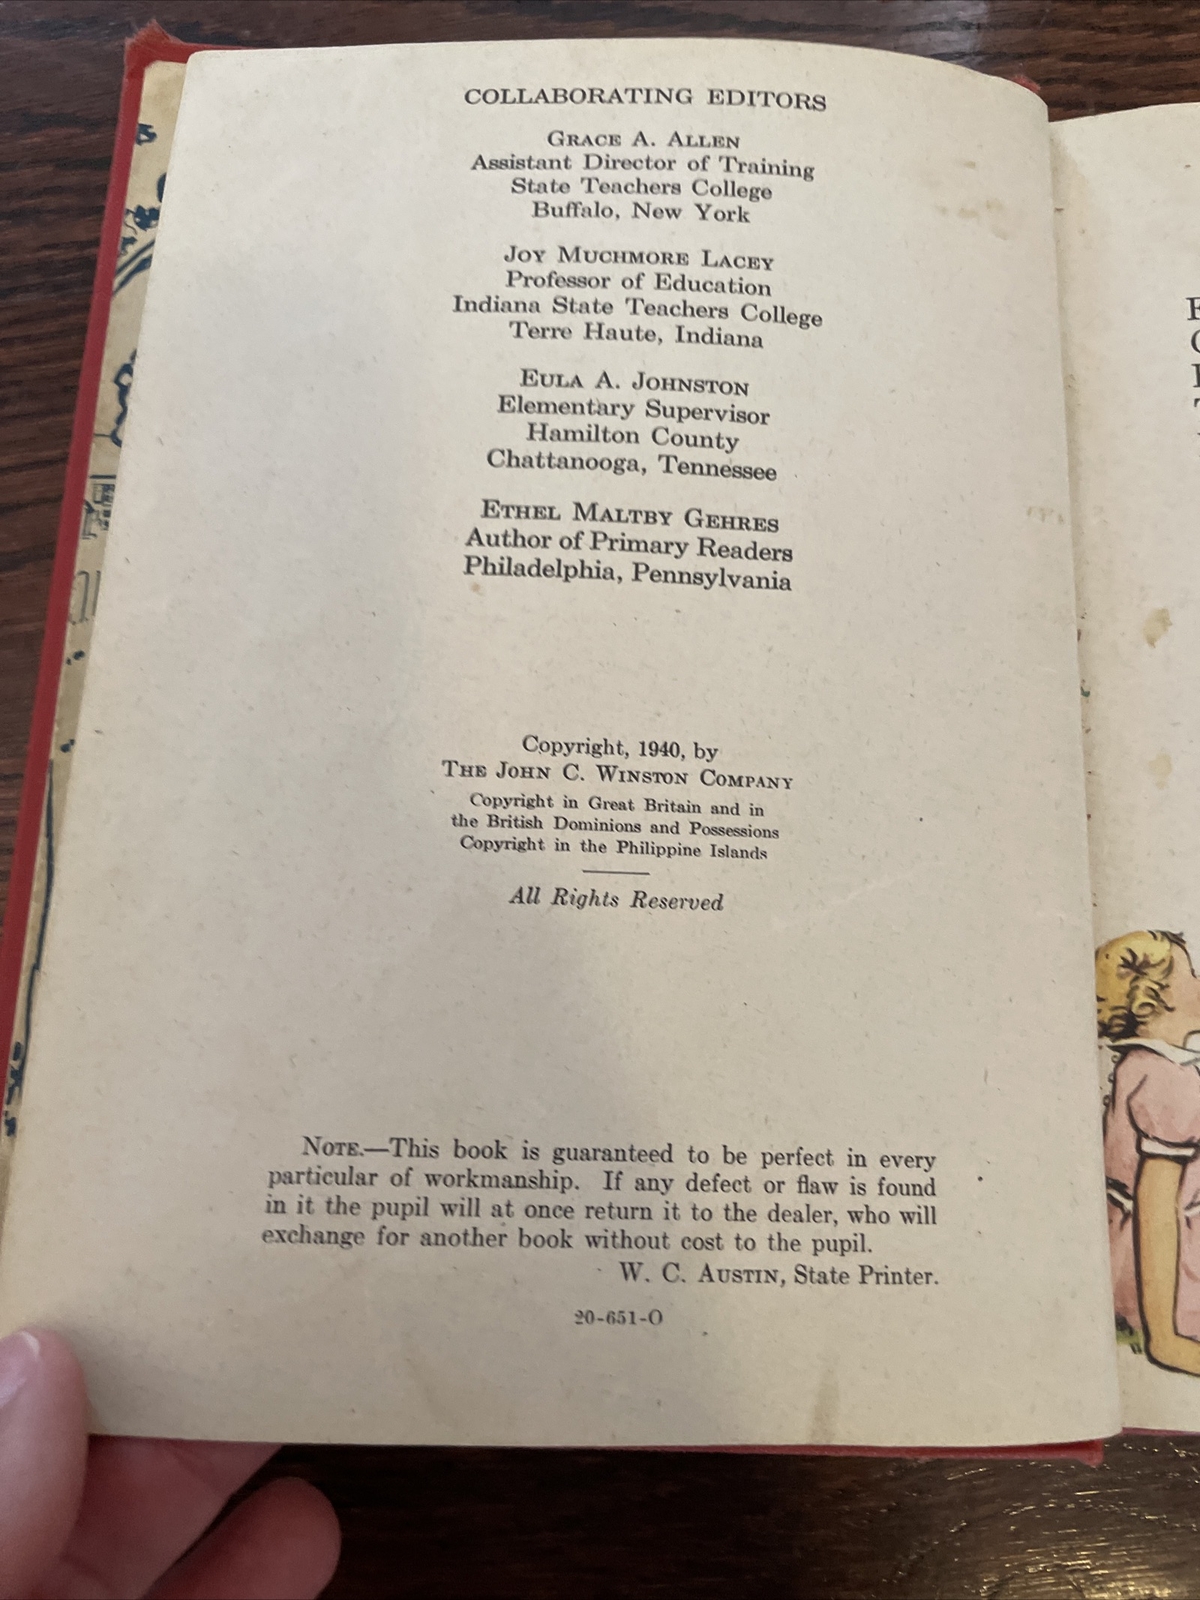 COLLABORATING EDITORS
GRACE A. ALLEN
Assistant Director of Training
State Teachers College
Buffalo, New York
JOY MUCHMORE LACEY
Professor of Education
Indiana State Teachers College
Terre Haute, Indiana
EULA A. JOHNSTON
Elementary Supervisor
Hamilton County
Chattanooga, Tennessee
ETHEL MALTBY GEHRES
Author of Primary Readers
Philadelphia, Pennsylvania
Copyright, 1940, by
THE JOHN C. WINSTON COMPANY
Copyright in Great Britain and in
the British Dominions and Possessions
Copyright in the Philippine Islands
All Rights Reserved
NOTE.—This book is guaranteed to be perfect in every
particular of workmanship. If any defect or flaw is found
in it the pupil will at once return it to the dealer, who will
exchange for another book without cost to the pupil.
W. C. AUSTIN, State Printer.
20-651-O